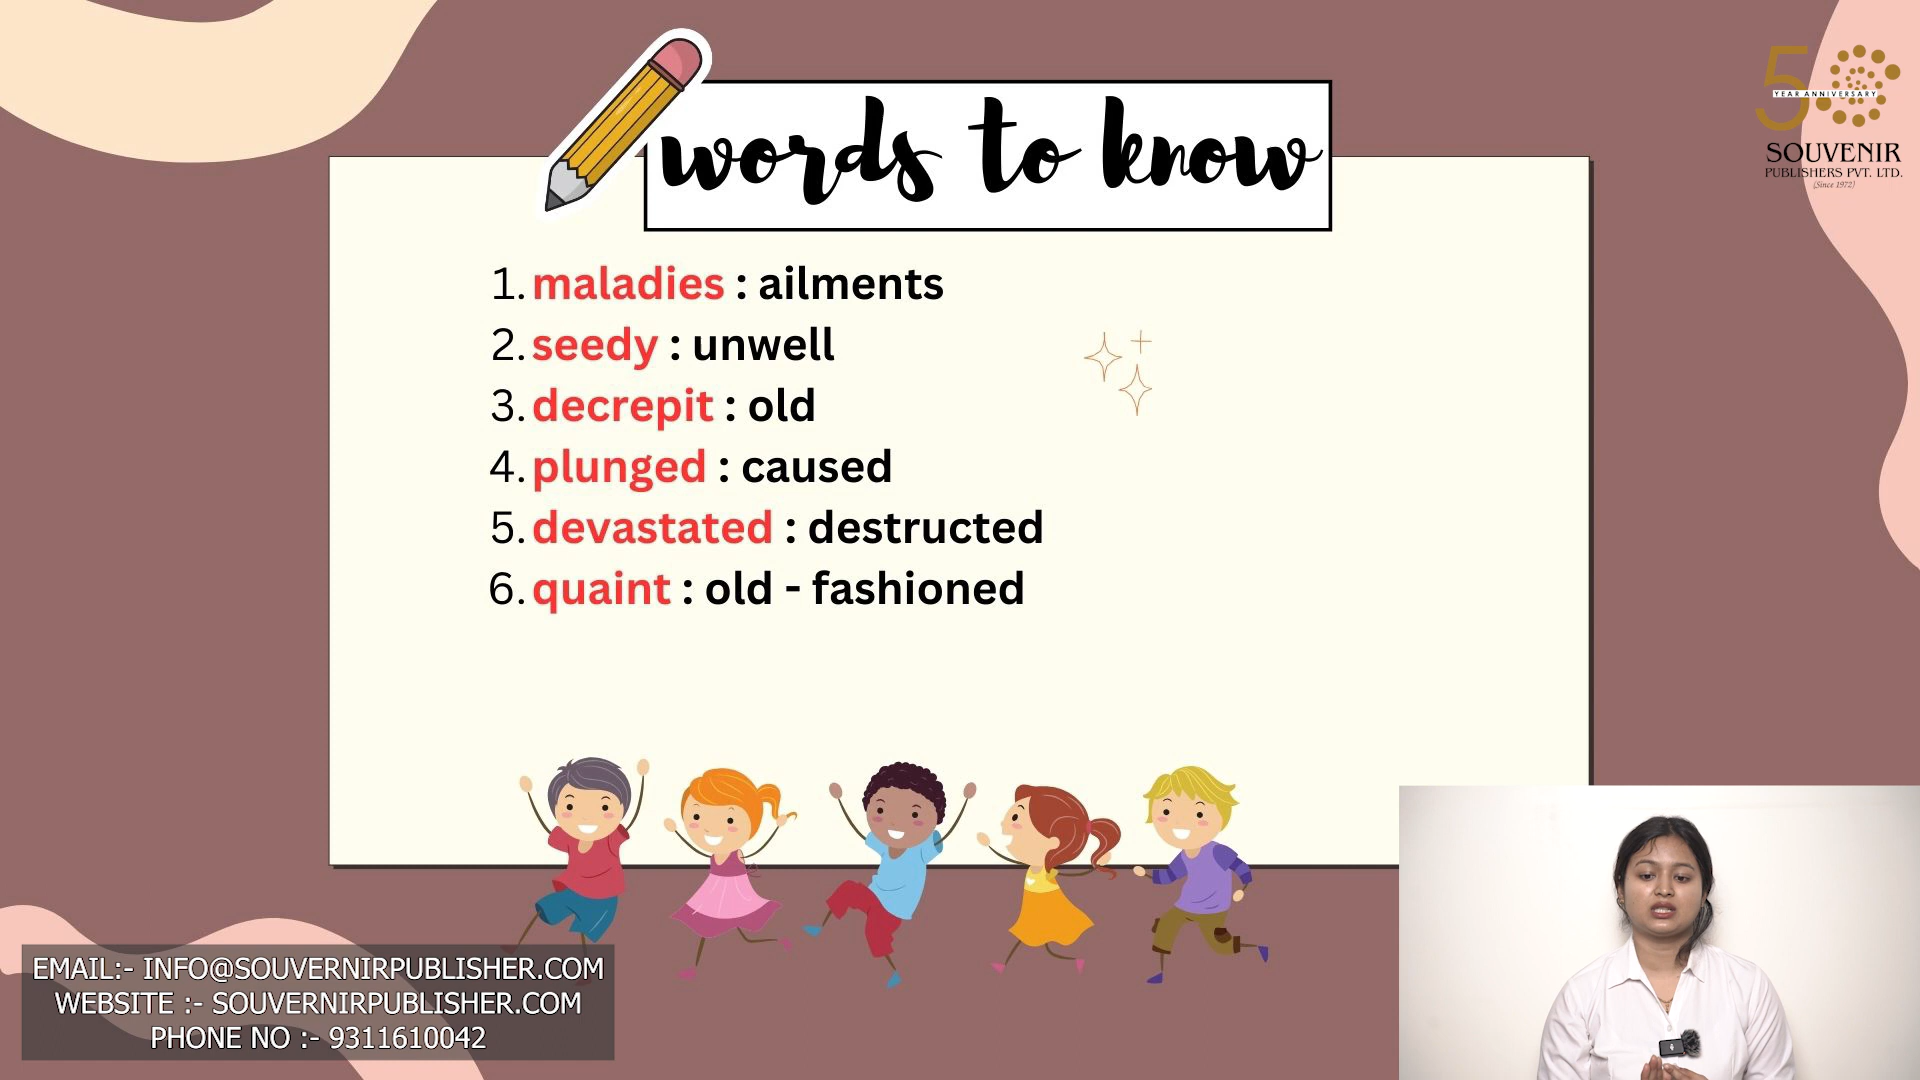 words to know
50
YEAR ANNIVERSARY
SOUVENIR
PUBLISHERS PVT. LTD.
(Since 1972)
1. maladies : ailments
2. seedy : unwell
3. decrepit : old
4. plunged : caused
5. devastated : destructed
6. quaint : old - fashioned
EMAIL:- INFO@SOUVERNIRPUBLISHER.COM
WEBSITE :- SOUVERNIRPUBLISHER.COM
PHONE NO :- 9311610042